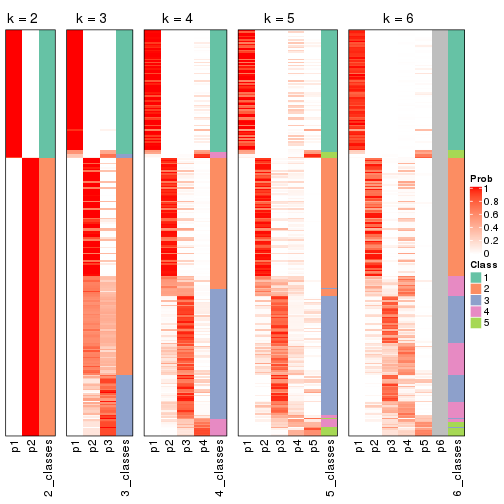 k = 2
k = 3
k = 4
k = 5
k = 6
p1
p2
2_classes
p1
p2
p3
3_classes
p1
p2
p3
p4
4_classes
p1
p2
p3
p4
p5
5_classes
p1
p2
p3
p4
p5
p6
6_classes
Prob
1
0.8
0.6
0.4
0.2
0
Class
1
2
3
4
5